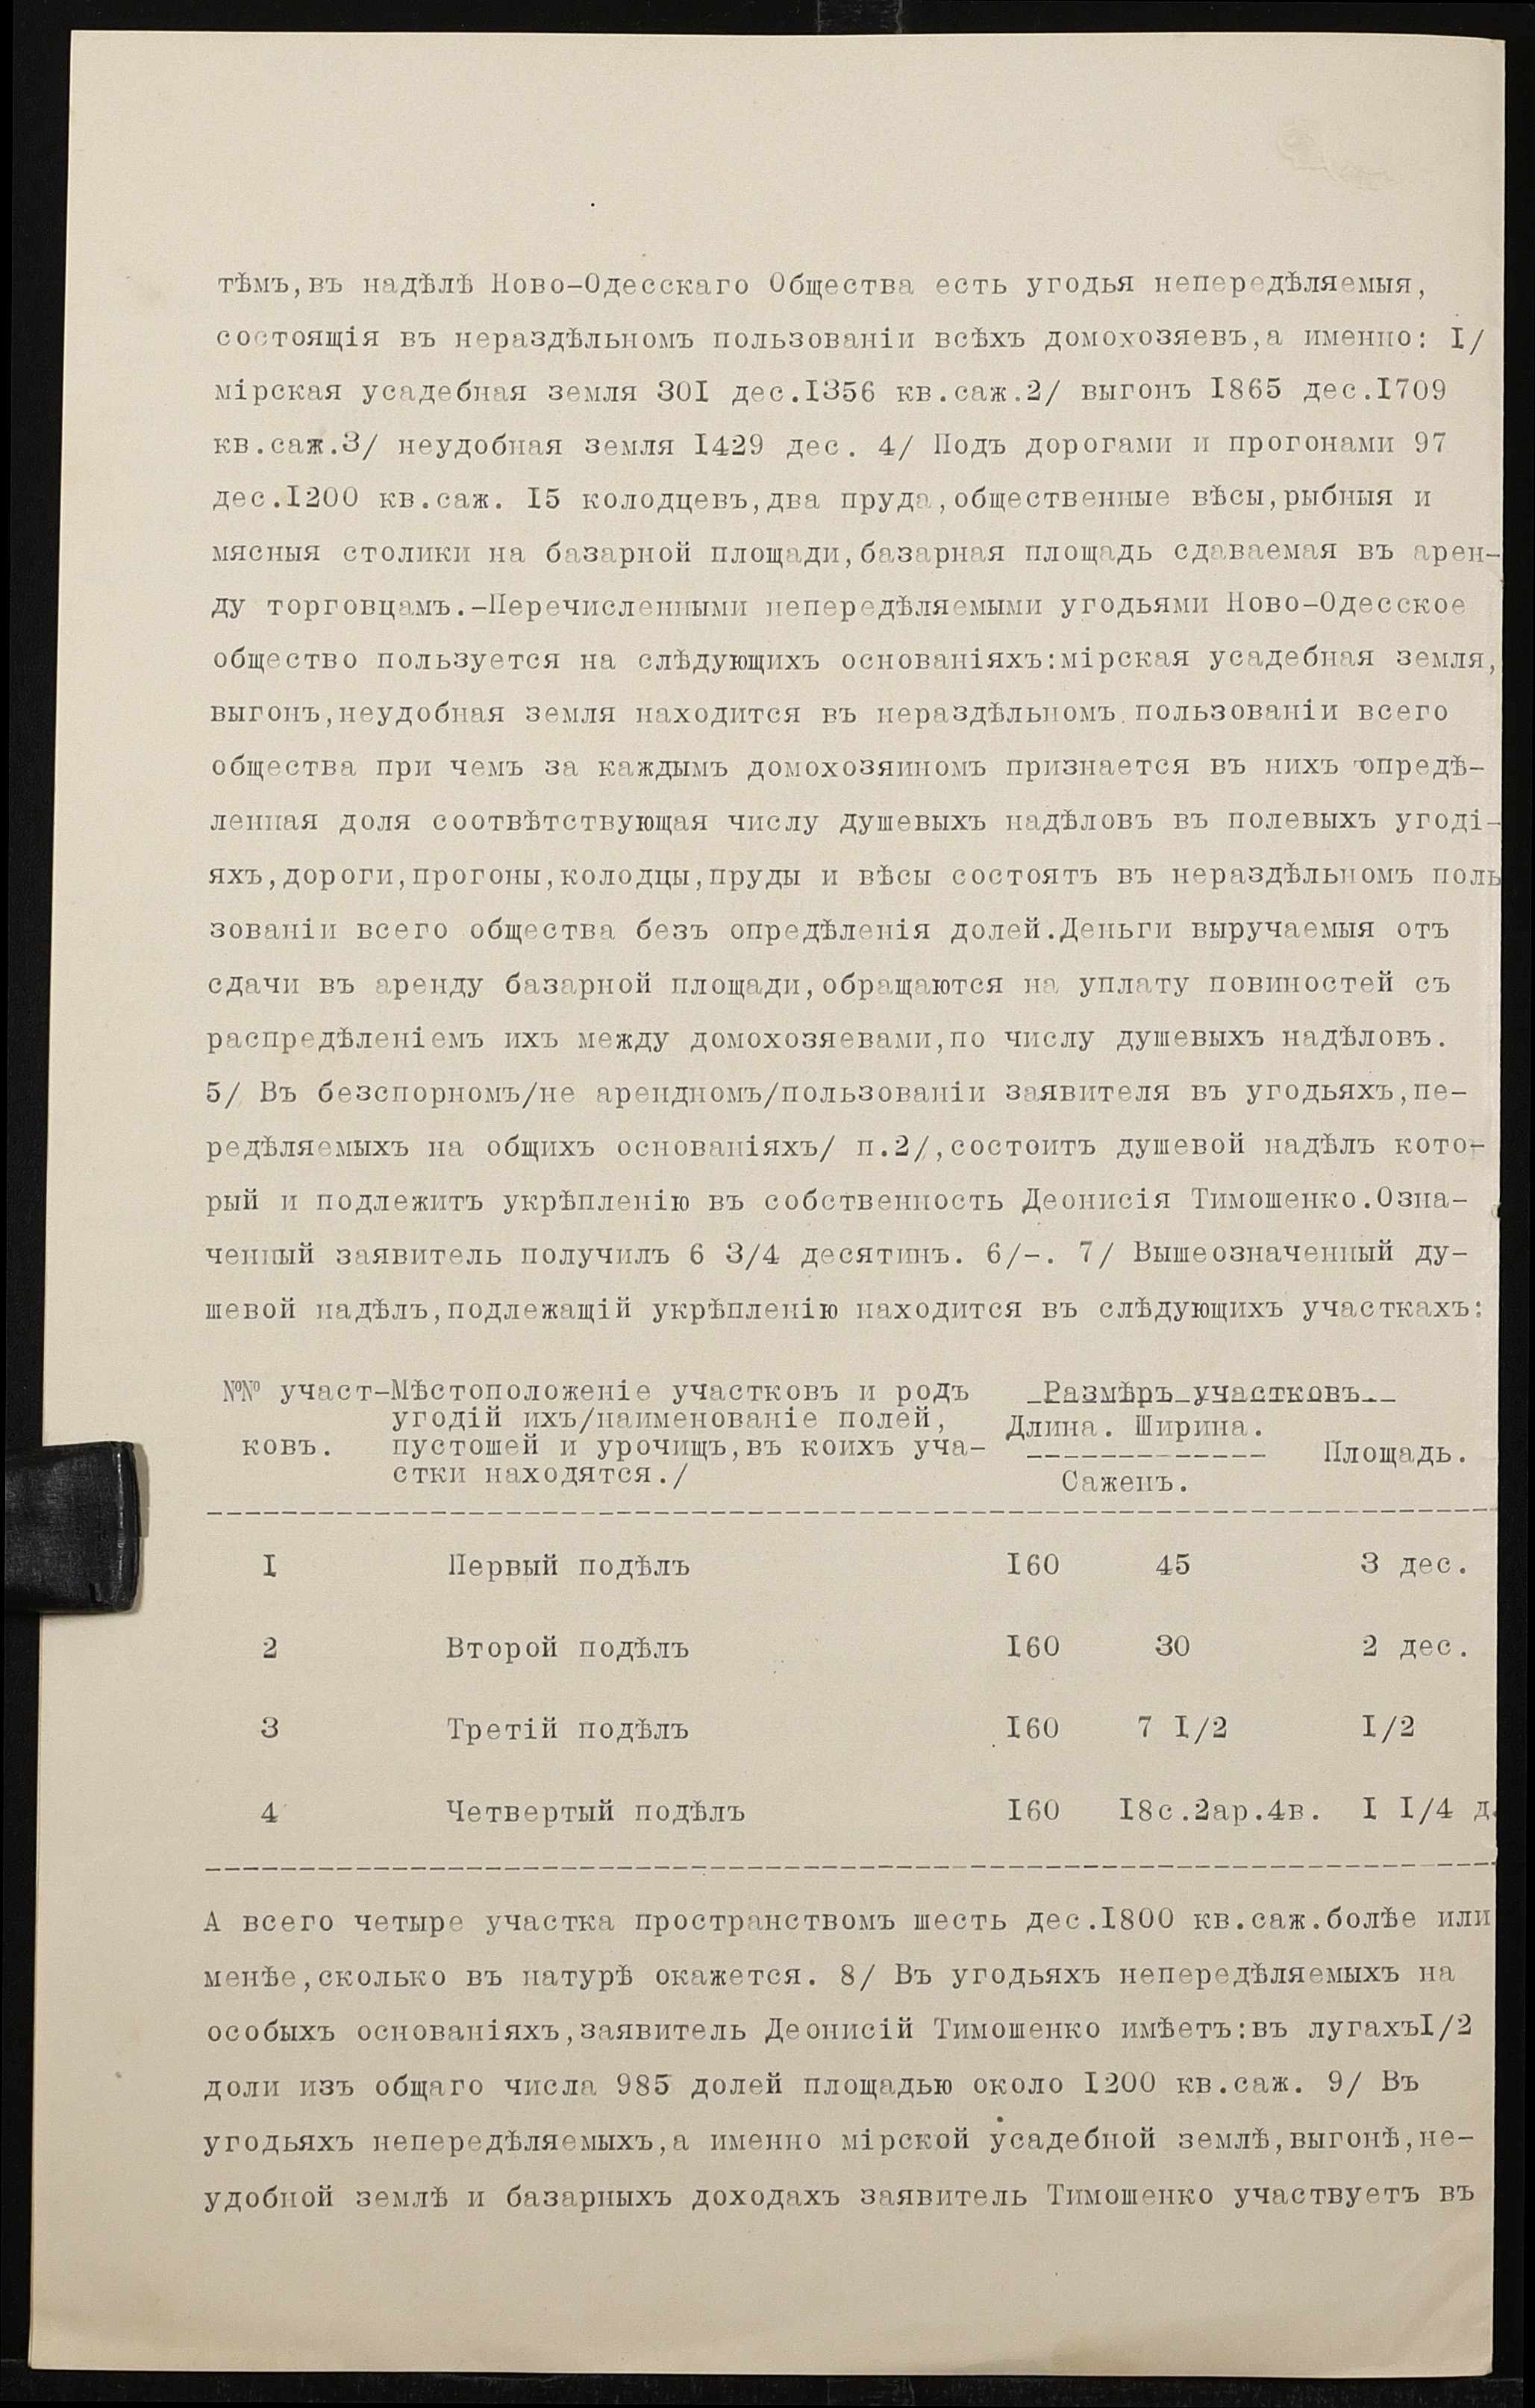 тѣмъ,въ надѣлѣ Ново-Одесскаго Общества есть угодья непередѣляемыя,
состоящія въ нераздѣльномъ пользованіи всѣхъ домохозяевъ,а именно: I/
мірская усадебная земля 30I дес.I356 кв.саж.2/ выгонъ I865 дес.I709
кв.саж.3/ неудобная земля I429 дес. 4/ Подъ дорогами и прогонами 97
дес.I200 кв.саж. I5 колодцевъ,два пруда,общественные вѣсы,рыбныя и
мясныя столики на базарной площади,базарная площадь сдаваемая въ арен-
ду торговцамъ.-Перечисленными непередѣляемыми угодьями Ново-Одесское
общество пользуется на слѣдующихъ основаніяхъ:мірская усадебная земля,
выгонъ,неудобная земля находится въ нераздѣльномъ пользованіи всего
общества при чемъ за каждымъ домохозяиномъ признается въ нихъ опредѣ-
ленная доля соотвѣтствующая числу душевыхъ надѣловъ въ полевыхъ угоді-
яхъ,дороги,прогоны,колодцы,пруды и вѣсы состоятъ въ нераздѣльномъ поль
зованіи всего общества безъ опредѣленія долей.Деньги выручаемыя отъ
сдачи въ аренду базарной площади,обращаются на уплату повиностей съ
распредѣленіемъ ихъ между домохозяевами,по числу душевыхъ надѣловъ.
5/ Въ безспорномъ/не арендномъ/пользованіи заявителя въ угодьяхъ,пе-
редѣляемыхъ на общихъ основаніяхъ/ п.2/,состоитъ душевой надѣлъ кото-
рый и подлежитъ укрѣпленію въ собственность Деонисія Тимошенко.Озна-
ченный заявитель получилъ 6 3/4 десятинъ. 6/-. 7/ Вышеозначенный ду-
шевой надѣлъ,подлежащій укрѣпленію находится въ слѣдующихъ участкахъ:
№№ участ-Мѣстоположеніе участковъ и родъ Размѣръ участковъ.
угодій ихъ/наименованіе полей, Длина. Ширина.
ковъ. пустошей и урочищъ,въ коихъ уча- Площадь.
стки находятся./ Саженъ.
I Первый подѣлъ I60 45 3 дес.
2 Второй подѣлъ I60 30 2 дес.
3 Третій подѣлъ I60 7 I/2 I/2
4 Четвертый подѣлъ I60 I8с.2ар.4в. I I/4 д.
А всего четыре участка пространствомъ шесть дес.I800 кв.саж.болѣе или
менѣе,сколько въ натурѣ окажется. 8/ Въ угодьяхъ непередѣляемыхъ на
особыхъ основаніяхъ,заявитель Деонисій Тимошенко имѣетъ:въ лугахъI/2
доли изъ общаго числа 985 долей площадью около I200 кв.саж. 9/ Въ
угодьяхъ непередѣляемыхъ,а именно мірской усадебной землѣ,выгонѣ,не-
удобной землѣ и базарныхъ доходахъ заявитель Тимошенко участвуетъ въ